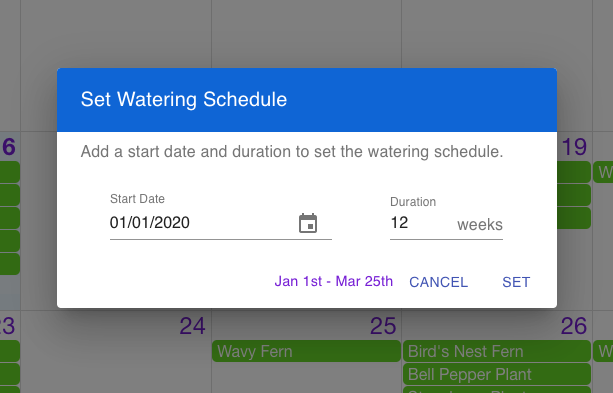 Set Watering Schedule
6
Add a start date and duration to set the watering schedule.
19
W
Start Date
01/01/2020
Duration
12 weeks
Jan 1st - Mar 25th CANCEL SET
23 24 25 26
Wavy Fern
Bird's Nest Fern
W
Bell Pepper Plant